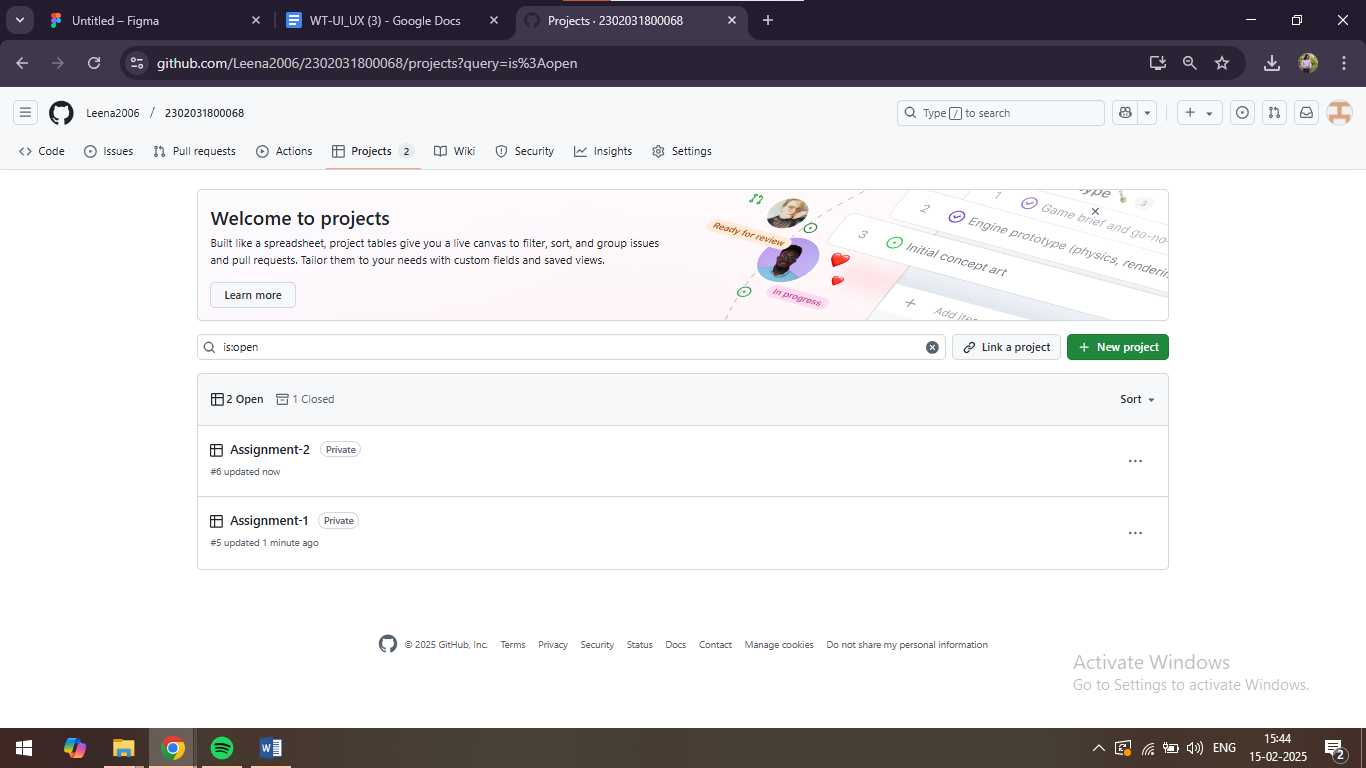 Untitled – Figma
WT-UI_UX (3) - Google Docs
Projects · 2302031800068
github.com/Leena2006/2302031800068/projects?query=is%3Aopen
Leena2006 / 2302031800068
Type / to search
Code
Issues
Pull requests
Actions
Projects 2
Wiki
Security
Insights
Settings
Welcome to projects
Built like a spreadsheet, project tables give you a live canvas to filter, sort, and group issues
and pull requests. Tailor them to your needs with custom fields and saved views.
Learn more
Ready for review
In progress
3
1 Game brief and go-no-
2 Engine prototype (physics, renderin
3 Initial concept art
+ Add ite
is:open
Link a project
New project
2 Open
1 Closed
Sort
Assignment-2 Private
#6 updated now
Assignment-1 Private
#5 updated 1 minute ago
© 2025 GitHub, Inc.
Terms
Privacy
Security
Status
Docs
Contact
Manage cookies
Do not share my personal information
Activate Windows
Go to Settings to activate Windows.
ENG
15:44
15-02-2025
2